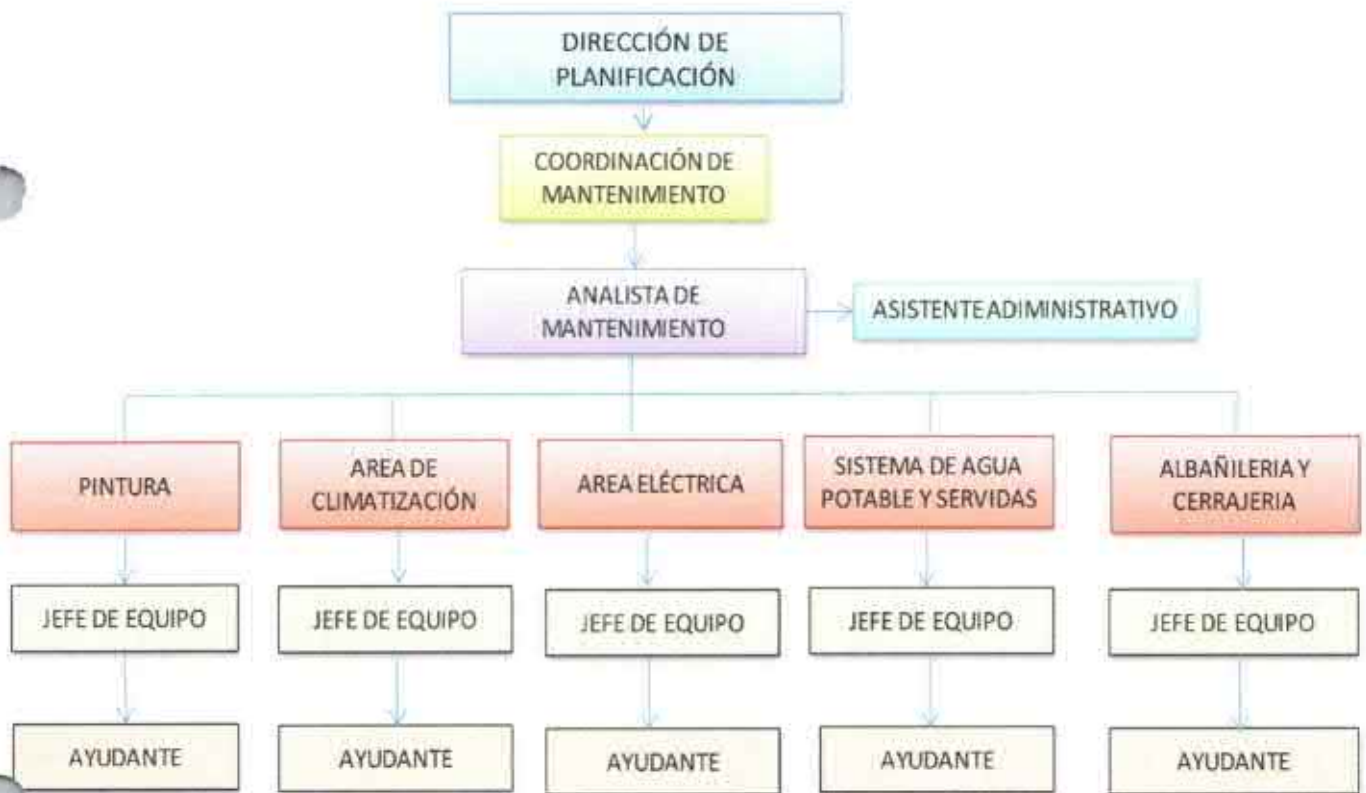 DIRECCIÓN DE
PLANIFICACIÓN
COORDINACIÓN DE
MANTENIMIENTO
ANALISTA DE
MANTENIMIENTO
ASISTENTE ADIMINISTRATIVO
PINTURA
AREA DE
CLIMATIZACIÓN
AREA ELÉCTRICA
SISTEMA DE AGUA
POTABLE Y SERVIDAS
ALBAÑILERIA Y
CERRAJERIA
JEFE DE EQUIPO
JEFE DE EQUIPO
JEFE DE EQUIPO
JEFE DE EQUIPO
JEFE DE EQUIPO
AYUDANTE
AYUDANTE
AYUDANTE
AYUDANTE
AYUDANTE